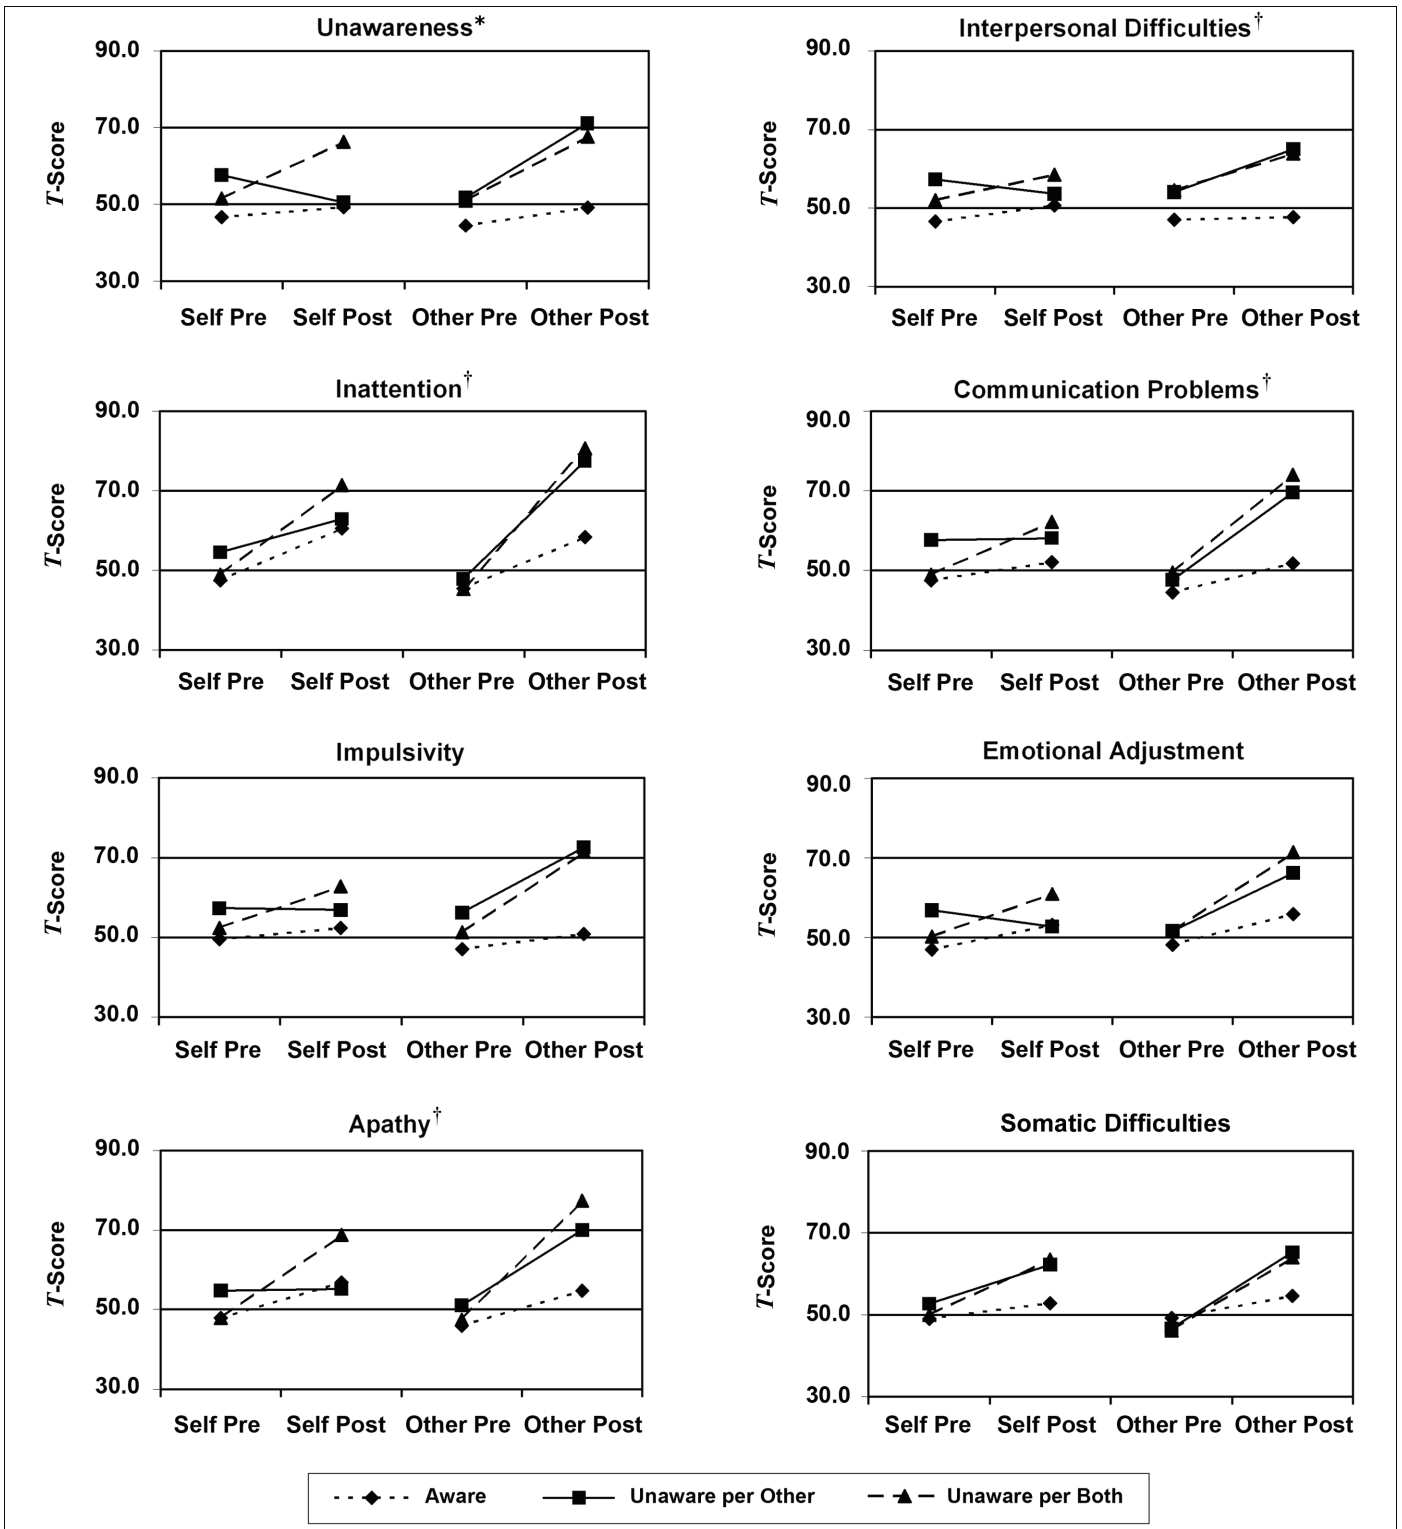 Unawareness*
90.0
70.0
50.0
30.0
T-Score
Self Pre Self Post Other Pre Other Post
Interpersonal Difficulties†
90.0
70.0
50.0
30.0
T-Score
Self Pre Self Post Other Pre Other Post
Inattention†
90.0
70.0
50.0
30.0
T-Score
Self Pre Self Post Other Pre Other Post
Communication Problems†
90.0
70.0
50.0
30.0
T-Score
Self Pre Self Post Other Pre Other Post
Impulsivity
90.0
70.0
50.0
30.0
T-Score
Self Pre Self Post Other Pre Other Post
Emotional Adjustment
90.0
70.0
50.0
30.0
T-Score
Self Pre Self Post Other Pre Other Post
Apathy†
90.0
70.0
50.0
30.0
T-Score
Self Pre Self Post Other Pre Other Post
Somatic Difficulties
90.0
70.0
50.0
30.0
T-Score
Self Pre Self Post Other Pre Other Post
Aware Unaware per Other Unaware per Both